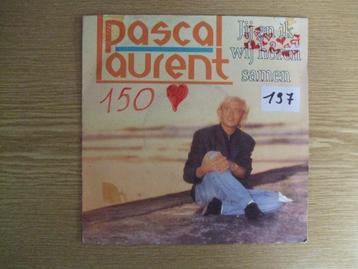 pascal
laurent
Jij en ik
wij horen
samen
150
197